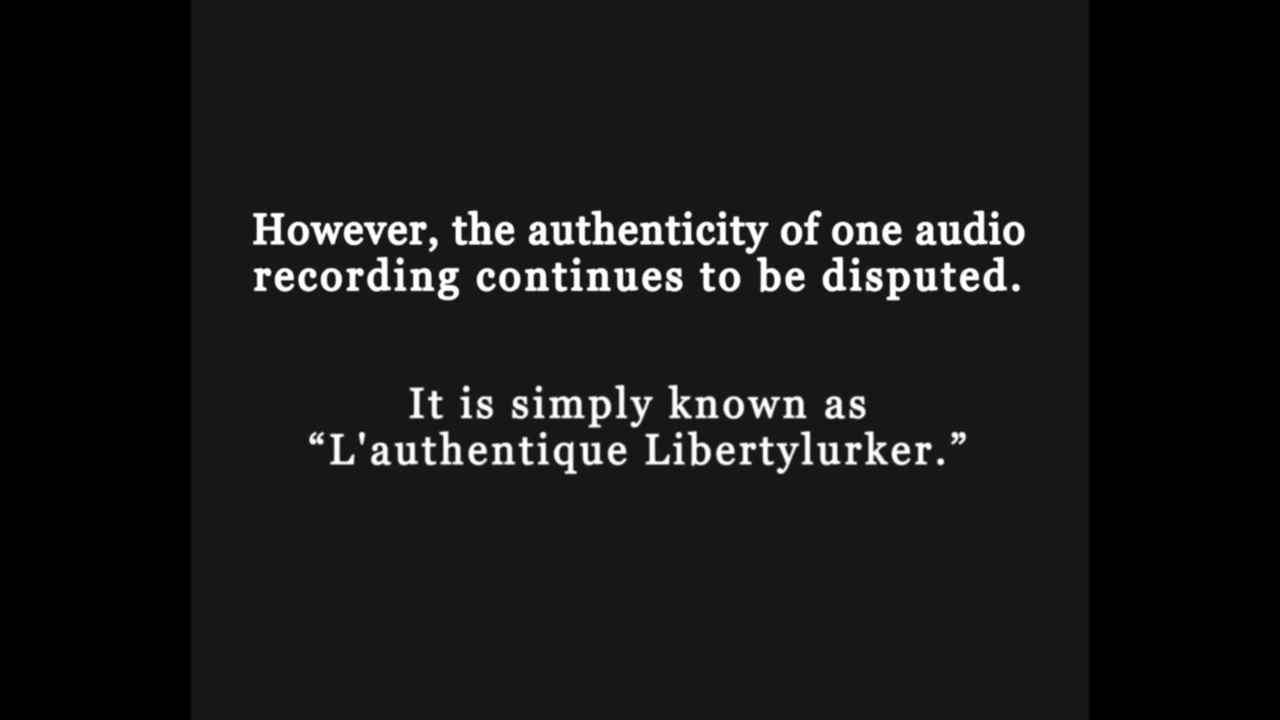 However, the authenticity of one audio
recording continues to be disputed.
It is simply known as
“L'authentique Libertylurker.”